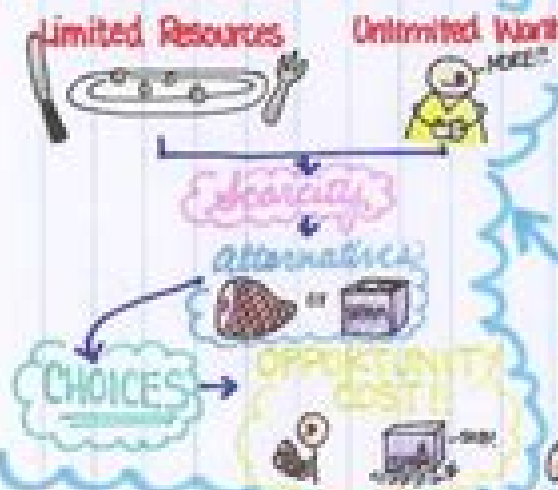 Limited Resources
Unlimited Want
MORE!!
Scarcity
alternatives
or
CHOICES
OPPORTUNITY
COST!!